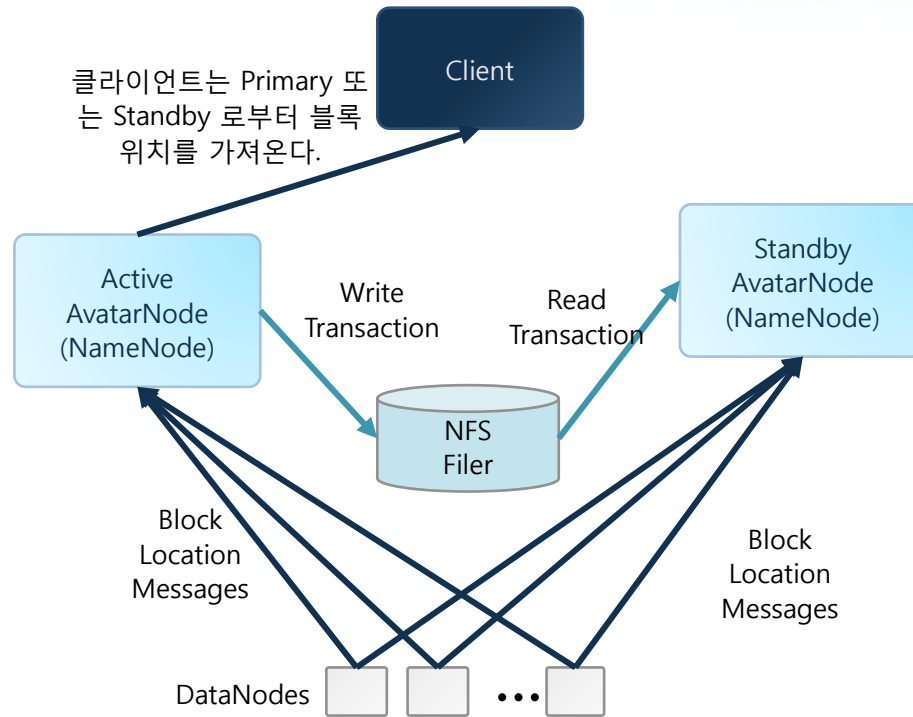 Client
클라이언트는 Primary 또
는 Standby 로부터 블록
위치를 가져온다.
Active
AvatarNode
(NameNode)
Write
Transaction
Read
Transaction
Standby
AvatarNode
(NameNode)
NFS
Filer
Block
Location
Messages
Block
Location
Messages
DataNodes
•••